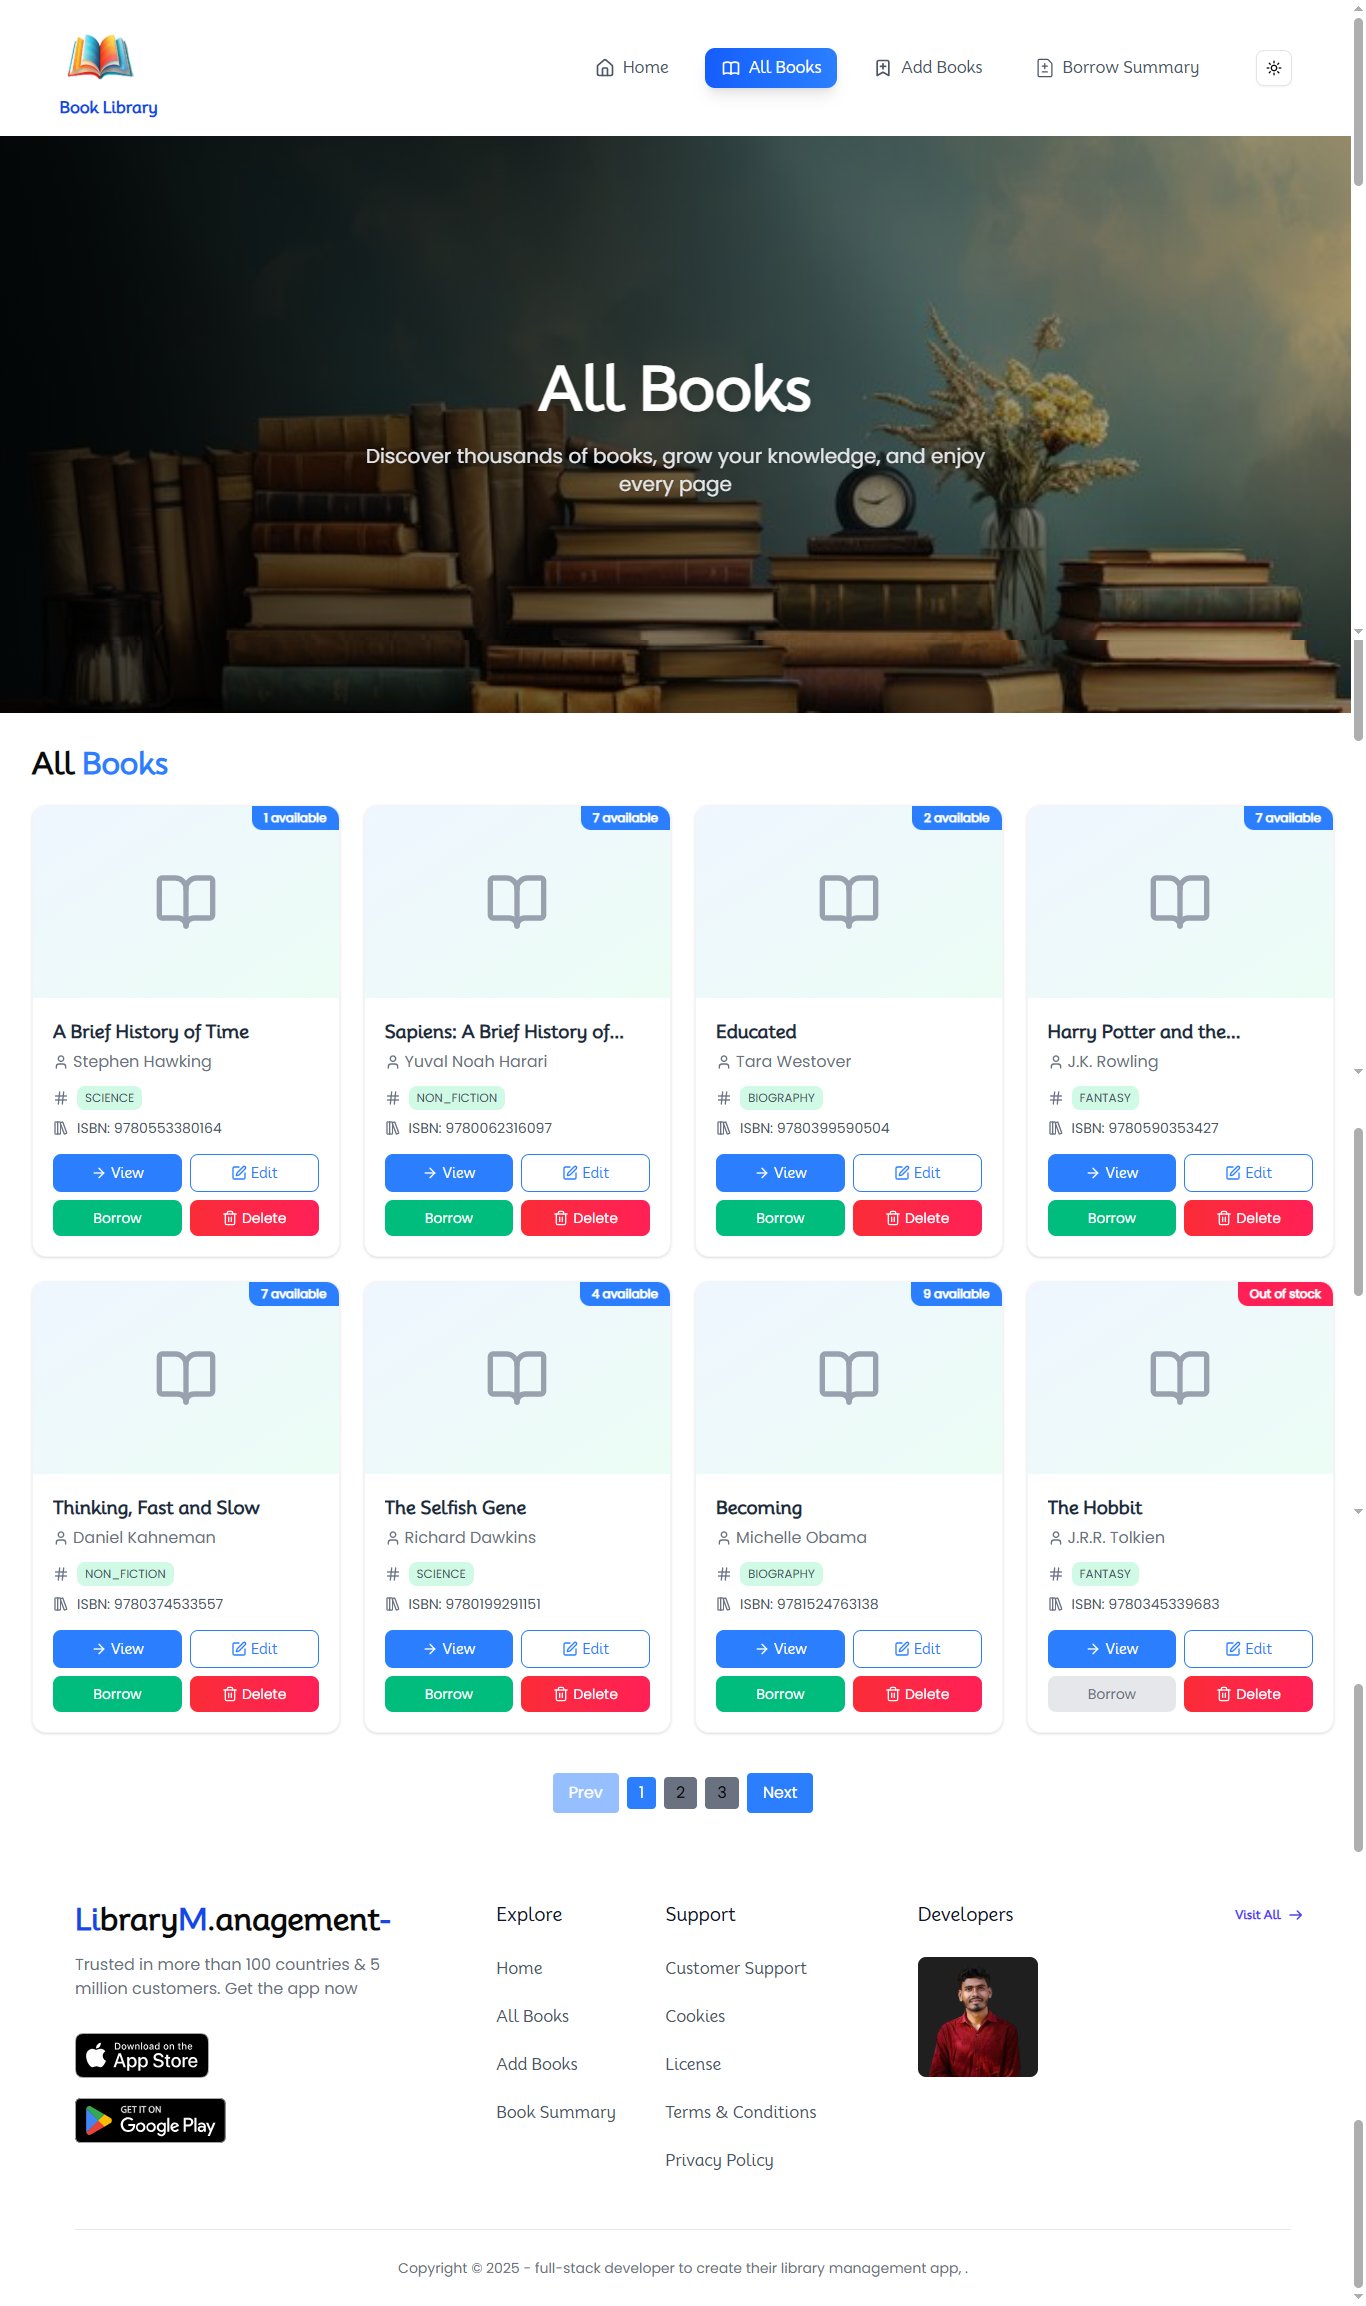 Book Library
Home
All Books
Add Books
Borrow Summary
All Books
Discover thousands of books, grow your knowledge, and enjoy
every page
All Books
1 available
7 available
2 available
7 available
A Brief History of Time
Stephen Hawking
SCIENCE
ISBN: 9780553380164
View
Edit
Borrow
Delete
Sapiens: A Brief History of...
Yuval Noah Harari
NON_FICTION
ISBN: 9780062316097
View
Edit
Borrow
Delete
Educated
Tara Westover
BIOGRAPHY
ISBN: 9780399590504
View
Edit
Borrow
Delete
Harry Potter and the...
J.K. Rowling
FANTASY
ISBN: 9780590353427
View
Edit
Borrow
Delete
7 available
4 available
9 available
Out of stock
Thinking, Fast and Slow
Daniel Kahneman
NON_FICTION
ISBN: 9780374533557
View
Edit
Borrow
Delete
The Selfish Gene
Richard Dawkins
SCIENCE
ISBN: 9780199291151
View
Edit
Borrow
Delete
Becoming
Michelle Obama
BIOGRAPHY
ISBN: 9781524763138
View
Edit
Borrow
Delete
The Hobbit
J.R.R. Tolkien
FANTASY
ISBN: 9780345339683
View
Edit
Borrow
Delete
Prev
1
2
3
Next
LibraryM.anagement-
Trusted in more than 100 countries & 5
million customers. Get the app now
Download on the
App Store
GET IT ON
Google Play
Explore
Home
All Books
Add Books
Book Summary
Support
Customer Support
Cookies
License
Terms & Conditions
Privacy Policy
Developers
Visit All
Copyright © 2025 - full-stack developer to create their library management app, .